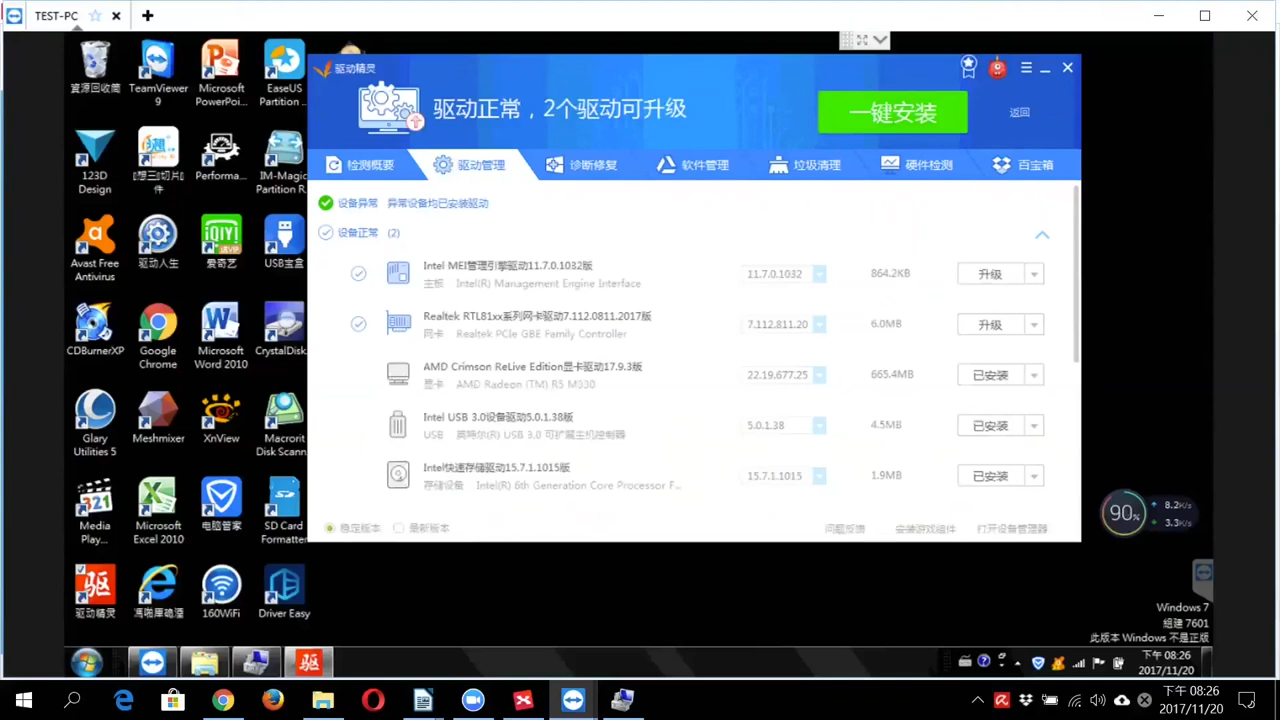 TEST-PC
資源回收筒
TeamViewer 9
Microsoft PowerPoi...
EaseUS Partition ...
123D Design
Performa...
IM-Magic Partition R...
Avast Free Antivirus
驱动人生
爱奇艺
USB宝盒
CDBurnerXP
Google Chrome
Microsoft Word 2010
CrystalDisk
Glary Utilities 5
Meshmixer
XnView
Macrorit Disk Scann
Media Play...
Microsoft Excel 2010
电脑管家
SD Card Formatter
驱动精灵
160WiFi
Driver Easy
驱动精灵
驱动正常，2个驱动可升级
一键安装
返回
检测概要
驱动管理
诊断修复
软件管理
垃圾清理
硬件检测
百宝箱
设备异常 异常设备均已安装驱动
设备正常 (2)
Intel MEI管理引擎驱动11.7.0.1032版
主板 Intel(R) Management Engine Interface
11.7.0.1032
864.2KB
升级
Realtek RTL81xx系列网卡驱动7.112.0811.2017版
网卡 Realtek PCIe GBE Family Controller
7.112.811.20
6.0MB
升级
AMD Crimson ReLive Edition显卡驱动17.9.3版
显卡 AMD Radeon (TM) R5 M330
22.19.677.25
665.4MB
已安装
Intel USB 3.0设备驱动5.0.1.38版
USB 英特尔(R) USB 3.0 可扩展主机控制器
5.0.1.38
4.5MB
已安装
Intel快速存储驱动15.7.1.1015版
存储设备 Intel(R) 6th Generation Core Processor F...
15.7.1.1015
1.9MB
已安装
稳定版本
最新版本
问题反馈
安装游戏组件
打开设备管理器
90%
8.2K/s
3.3K/s
Windows 7
組建 7601
此版本 Windows 不是正版
下午 08:26
2017/11/20
下午 08:26
2017/11/20